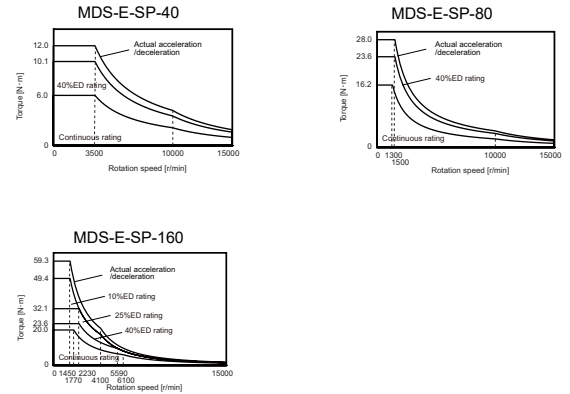 MDS-E-SP-40
12.0
Actual acceleration
/deceleration
10.1
40%ED rating
6.0
Torque [N·m]
Continuous rating
0
0 3500 10000 15000
Rotation speed [r/min]
MDS-E-SP-80
28.0
Actual acceleration
/deceleration
23.6
40%ED rating
16.2
Torque [N·m]
Continuous rating
0
0 1300 10000 15000
1500
Rotation speed [r/min]
MDS-E-SP-160
59.3
Actual acceleration
/deceleration
49.4
10%ED rating
32.1
25%ED rating
23.6
40%ED rating
20.0
Torque [N·m]
Continuous rating
0
0 1450 2230 5590 15000
1770 4100 6100
Rotation speed [r/min]